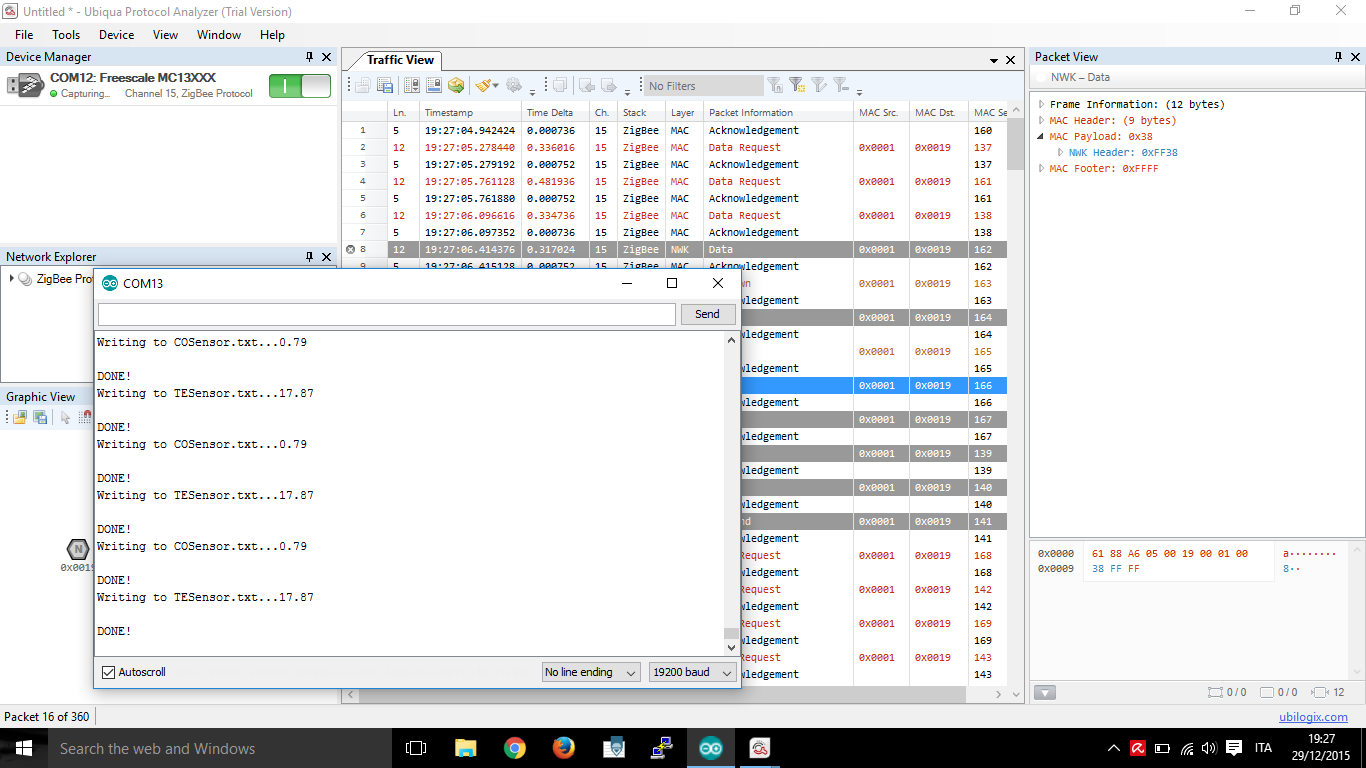 Untitled * - Ubiqua Protocol Analyzer (Trial Version)
File Tools Device View Window Help
Device Manager
COM12: Freescale MC13XXX
Capturing... Channel 15, ZigBee Protocol
Network Explorer
ZigBee Pro
Graphic View
N
0x0019
Traffic View
No Filters
Ln. Timestamp Time Delta Ch. Stack Layer Packet Information MAC Src. MAC Dst. MAC Se
1 5 19:27:04.942424 0.000736 15 ZigBee MAC Acknowledgement 160
2 12 19:27:05.278440 0.336016 15 ZigBee MAC Data Request 0x0001 0x0019 137
3 5 19:27:05.279192 0.000752 15 ZigBee MAC Acknowledgement 137
4 12 19:27:05.761128 0.481936 15 ZigBee MAC Data Request 0x0001 0x0019 161
5 5 19:27:05.761880 0.000752 15 ZigBee MAC Acknowledgement 161
6 12 19:27:06.096616 0.334736 15 ZigBee MAC Data Request 0x0001 0x0019 138
7 5 19:27:06.097352 0.000736 15 ZigBee MAC Acknowledgement 138
8 12 19:27:06.414376 0.317024 15 ZigBee NWK Data 0x0001 0x0019 162
9 5 19:27:06.415128 0.000752 15 ZigBee MAC Acknowledgement 162
wn 0x0001 0x0019 163
wledgement 163
0x0001 0x0019 164
wledgement 164
0x0001 0x0019 165
wledgement 165
0x0001 0x0019 166
wledgement 166
0x0001 0x0019 167
wledgement 167
0x0001 0x0019 139
wledgement 139
0x0001 0x0019 140
wledgement 140
nd 0x0001 0x0019 141
wledgement 141
Request 0x0001 0x0019 168
wledgement 168
Request 0x0001 0x0019 142
wledgement 142
Request 0x0001 0x0019 169
wledgement 169
Request 0x0001 0x0019 143
wledgement 143
COM13
Send
Writing to COSensor.txt...0.79
DONE!
Writing to TESensor.txt...17.87
DONE!
Writing to COSensor.txt...0.79
DONE!
Writing to TESensor.txt...17.87
DONE!
Writing to COSensor.txt...0.79
DONE!
Writing to TESensor.txt...17.87
DONE!
Autoscroll No line ending 19200 baud
Packet View
NWK – Data
Frame Information: (12 bytes)
MAC Header: (9 bytes)
MAC Payload: 0x38
NWK Header: 0xFF38
MAC Footer: 0xFFFF
0x0000 61 88 A6 05 00 19 00 01 00 a········
0x0009 38 FF FF 8··
0 / 0 0 / 0 12
Packet 16 of 360
ubilogix.com
Search the web and Windows
ITA
19:27
29/12/2015